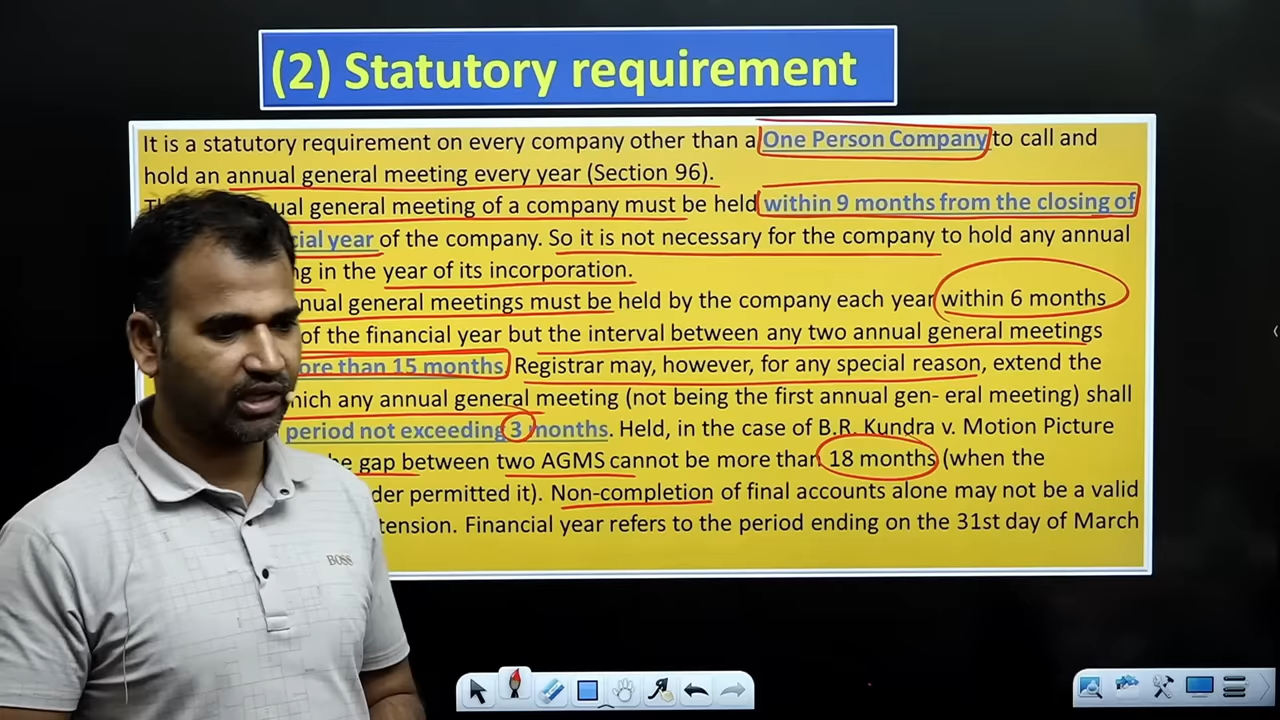 (2) Statutory requirement
It is a statutory requirement on every company other than a One Person Company to call and
hold an annual general meeting every year (Section 96).
general meeting of a company must be held within 9 months from the closing of
year of the company. So it is not necessary for the company to hold any annual
in the year of its incorporation.
general meetings must be held by the company each year within 6 months
of the financial year but the interval between any two annual general meetings
than 15 months. Registrar may, however, for any special reason, extend the
any annual general meeting (not being the first annual gen- eral meeting) shall
period not exceeding 3 months. Held, in the case of B.R. Kundra v. Motion Picture
gap between two AGMS cannot be more than 18 months (when the
permitted it). Non-completion of final accounts alone may not be a valid
Financial year refers to the period ending on the 31st day of March
BOSS